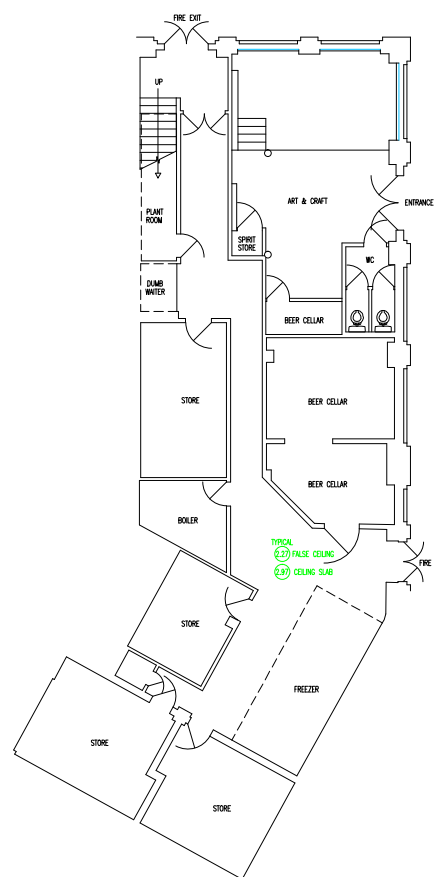 FIRE EXIT
UP
ART & CRAFT
ENTRANCE
PLANT
ROOM
SPIRIT
STORE
WC
DUMB
WAITER
BEER CELLAR
STORE
BEER CELLAR
BEER CELLAR
BOILER
TYPICAL
2.27 FALSE CEILING
2.97 CEILING SLAB
FIRE
STORE
FREEZER
STORE
STORE